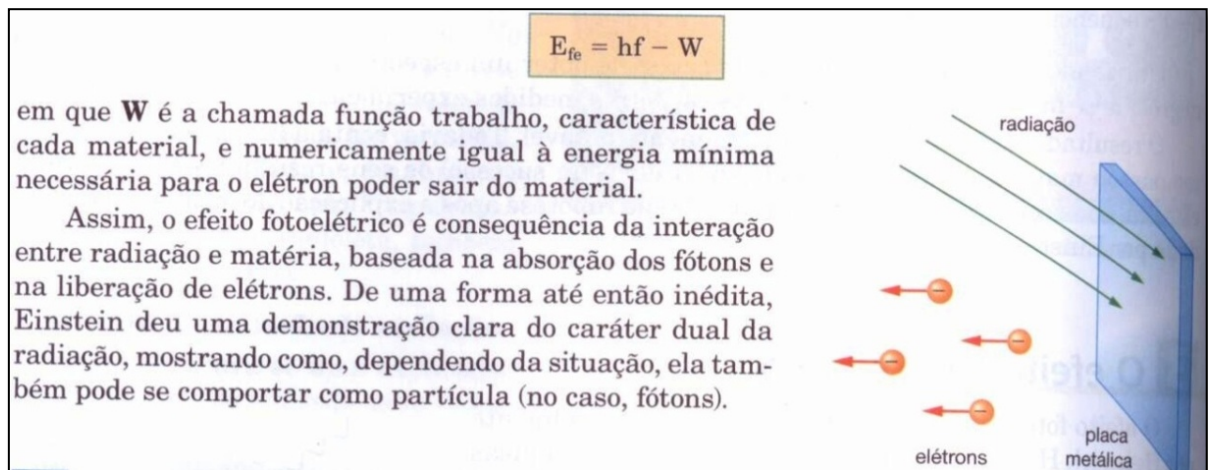 E_fe = hf − W
em que W é a chamada função trabalho, característica de
cada material, e numericamente igual à energia mínima
necessária para o elétron poder sair do material.
Assim, o efeito fotoelétrico é consequência da interação
entre radiação e matéria, baseada na absorção dos fótons e
na liberação de elétrons. De uma forma até então inédita,
Einstein deu uma demonstração clara do caráter dual da
radiação, mostrando como, dependendo da situação, ela tam-
bém pode se comportar como partícula (no caso, fótons).
radiação
elétrons
placa
metálica